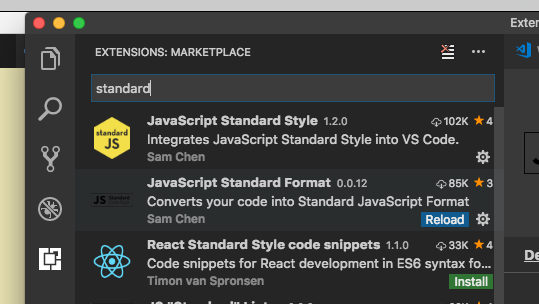 Exten
EXTENSIONS: MARKETPLACE
standard
standard
JS
JavaScript Standard Style 1.2.0 102K ★ 4
Integrates JavaScript Standard Style into VS Code.
Sam Chen
JavaScript Standard Format 0.0.12 85K ★ 3
Converts your code into Standard JavaScript Format
Sam Chen Reload
React Standard Style code snippets 1.1.0 33K ★ 4
Code snippets for React development in ES6 syntax fo...
Timon van Spronsen Install
De